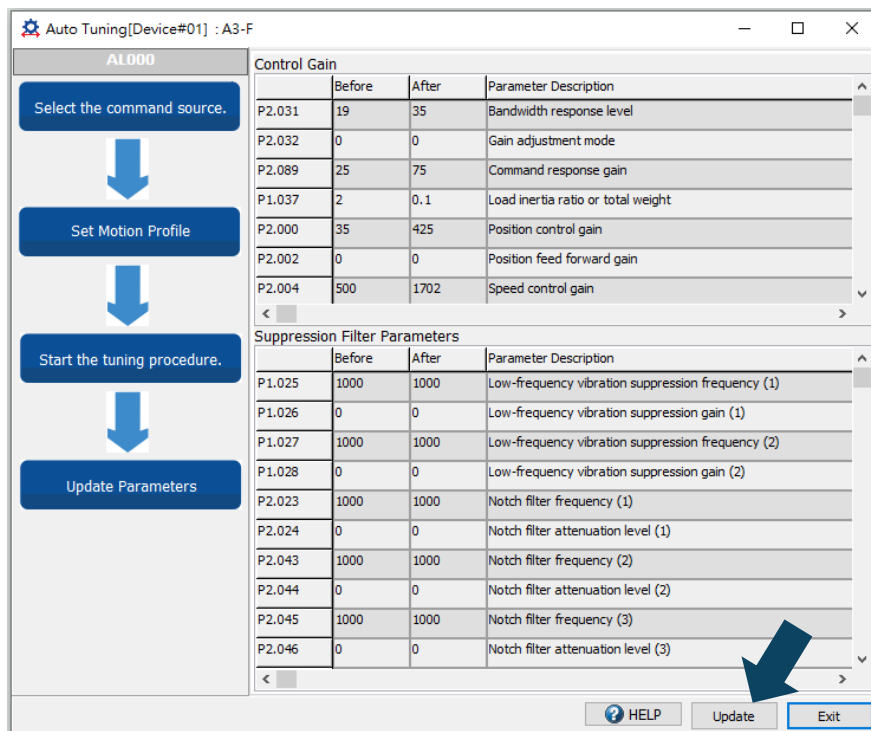 Auto Tuning[Device#01] : A3-F
AL000
Select the command source.
Set Motion Profile
Start the tuning procedure.
Update Parameters
Control Gain
Before After Parameter Description
P2.031 19 35 Bandwidth response level
P2.032 0 0 Gain adjustment mode
P2.089 25 75 Command response gain
P1.037 2 0.1 Load inertia ratio or total weight
P2.000 35 425 Position control gain
P2.002 0 0 Position feed forward gain
P2.004 500 1702 Speed control gain
Suppression Filter Parameters
Before After Parameter Description
P1.025 1000 1000 Low-frequency vibration suppression frequency (1)
P1.026 0 0 Low-frequency vibration suppression gain (1)
P1.027 1000 1000 Low-frequency vibration suppression frequency (2)
P1.028 0 0 Low-frequency vibration suppression gain (2)
P2.023 1000 1000 Notch filter frequency (1)
P2.024 0 0 Notch filter attenuation level (1)
P2.043 1000 1000 Notch filter frequency (2)
P2.044 0 0 Notch filter attenuation level (2)
P2.045 1000 1000 Notch filter frequency (3)
P2.046 0 0 Notch filter attenuation level (3)
HELP Update Exit